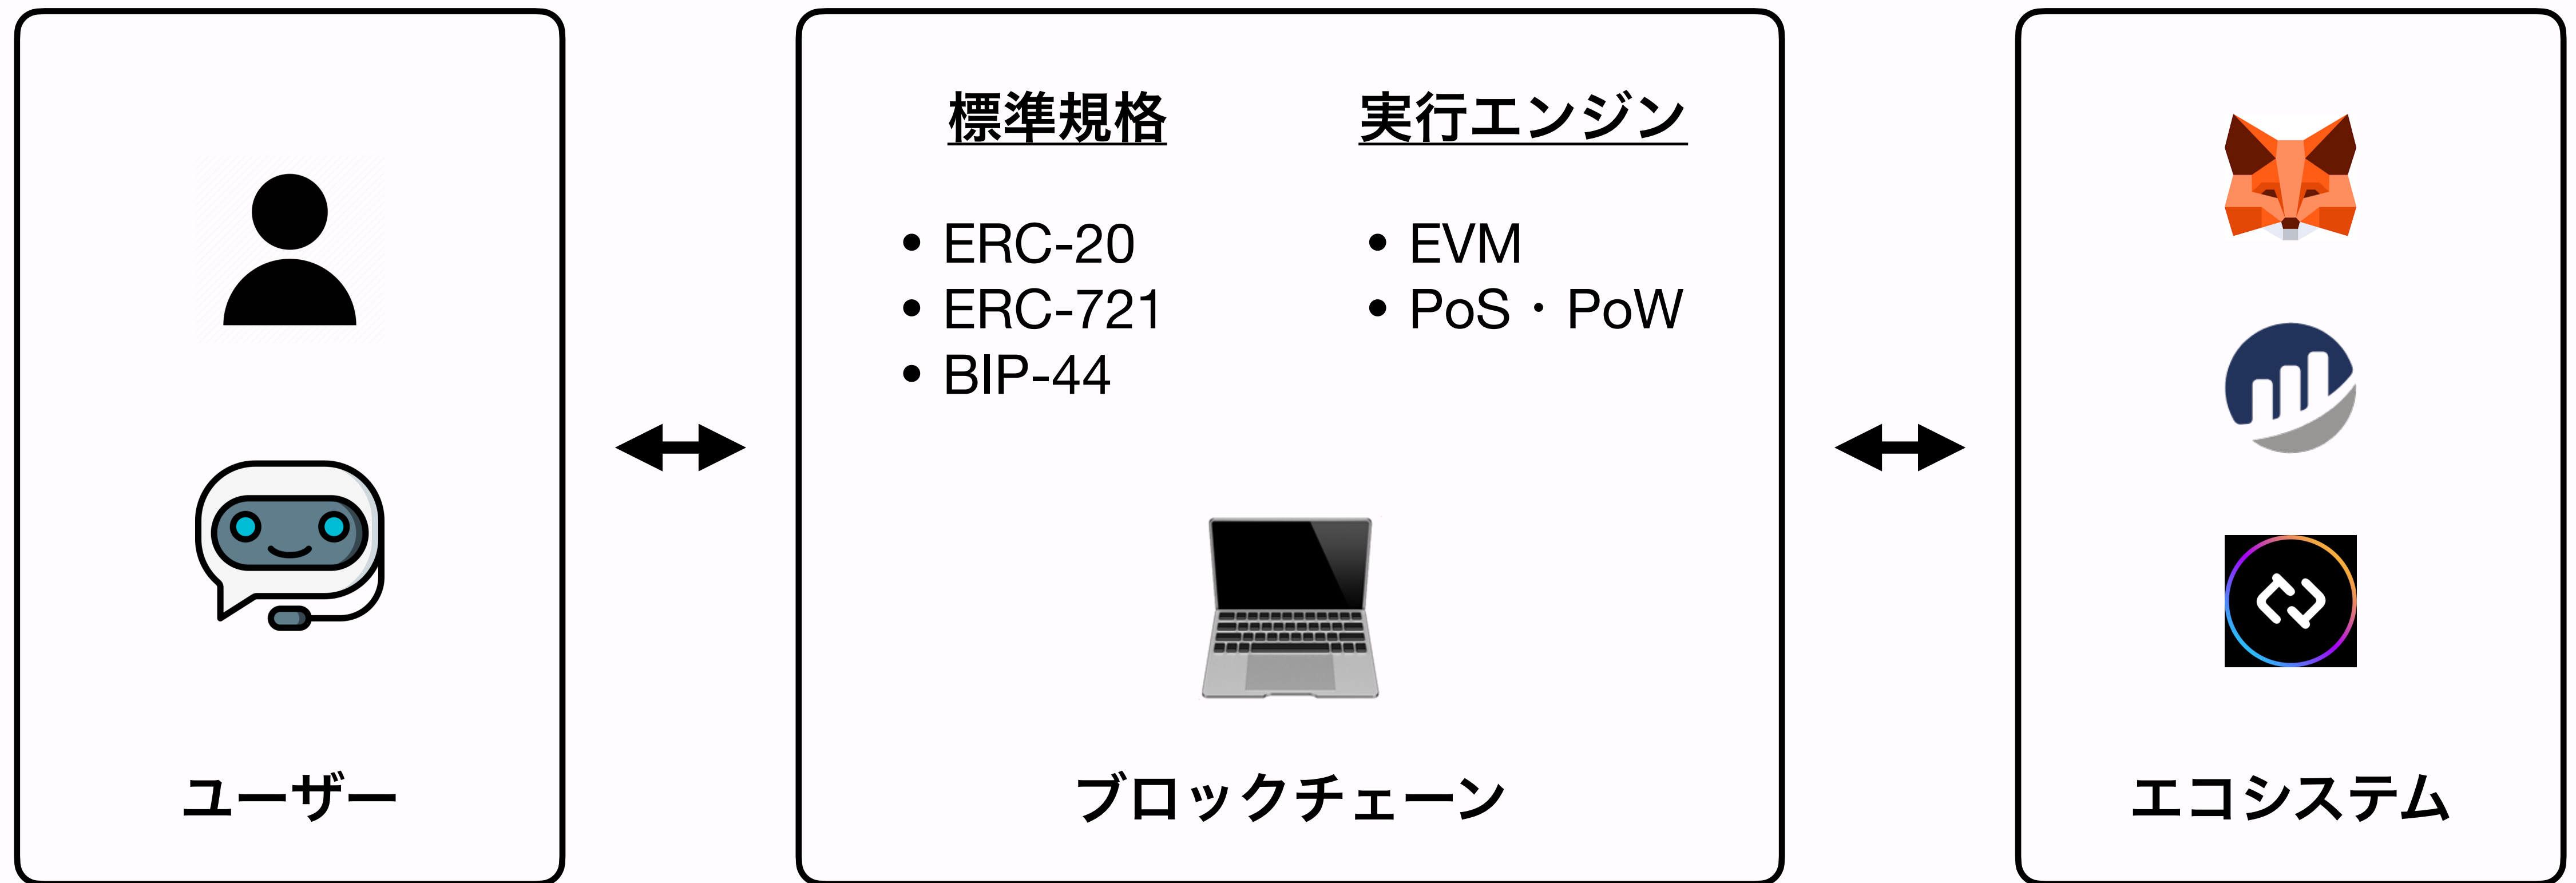 標準規格
ERC-20
ERC-721
BIP-44
実行エンジン
EVM
PoS・PoW
ユーザー
ブロックチェーン
エコシステム